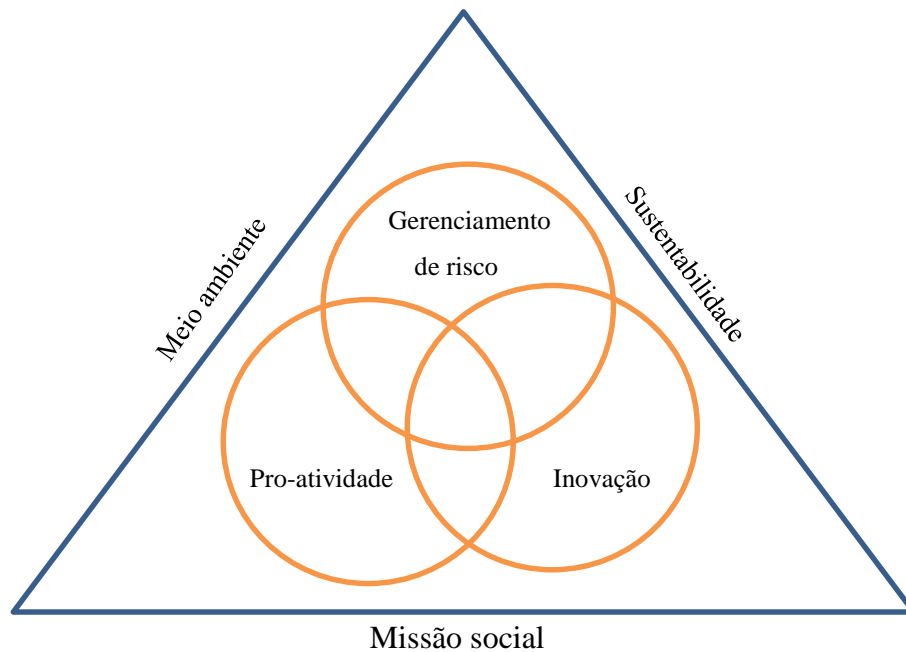 Gerenciamento
de risco
Meio ambiente
Sustentabilidade
Pro-atividade
Inovação
Missão social